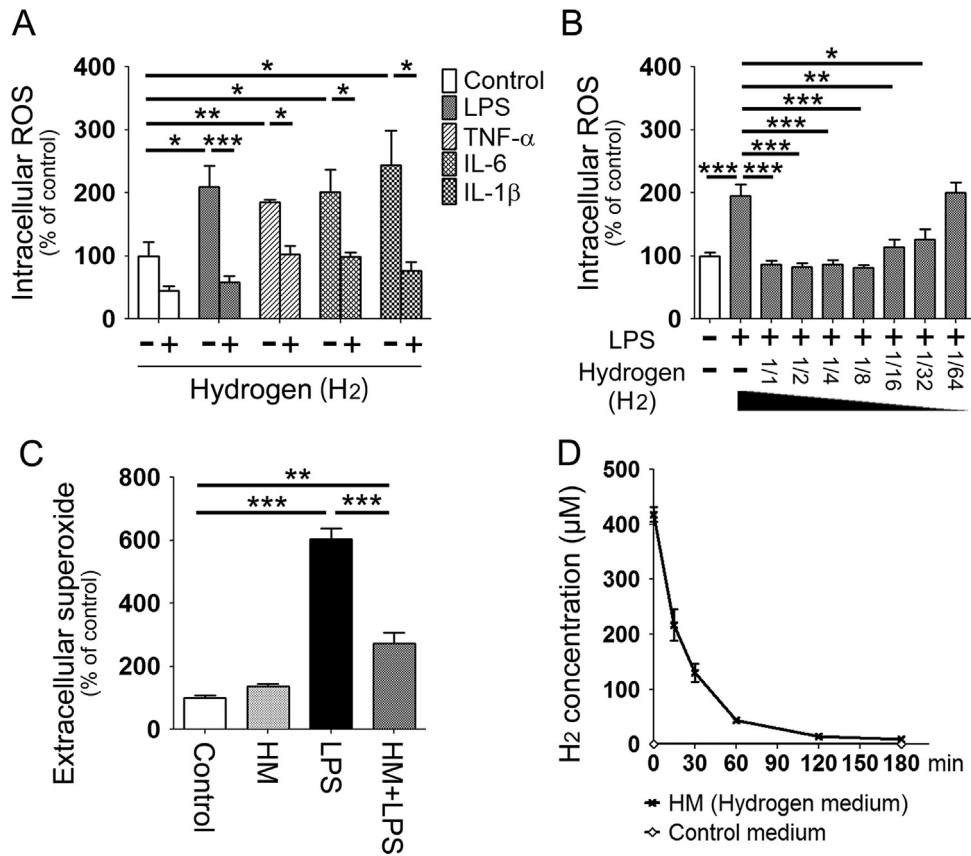 A
Intracellular ROS
(% of control)
400
300
200
100
0
*
*
*
*
**
*
*
***
Control
LPS
TNF-α
IL-6
IL-1β
− + − + − + − + − +
Hydrogen (H2)
B
Intracellular ROS
(% of control)
400
300
200
100
0
*
**
***
***
***
*** ***
LPS − + + + + + + + +
Hydrogen (H2) − − 1/1 1/2 1/4 1/8 1/16 1/32 1/64
C
Extracellular superoxide
(% of control)
800
600
400
200
0
**
*** ***
Control
HM
LPS
HM+LPS
D
H2 concentration (µM)
500
400
300
200
100
0
0 30 60 90 120 150 180 min
HM (Hydrogen medium)
Control medium